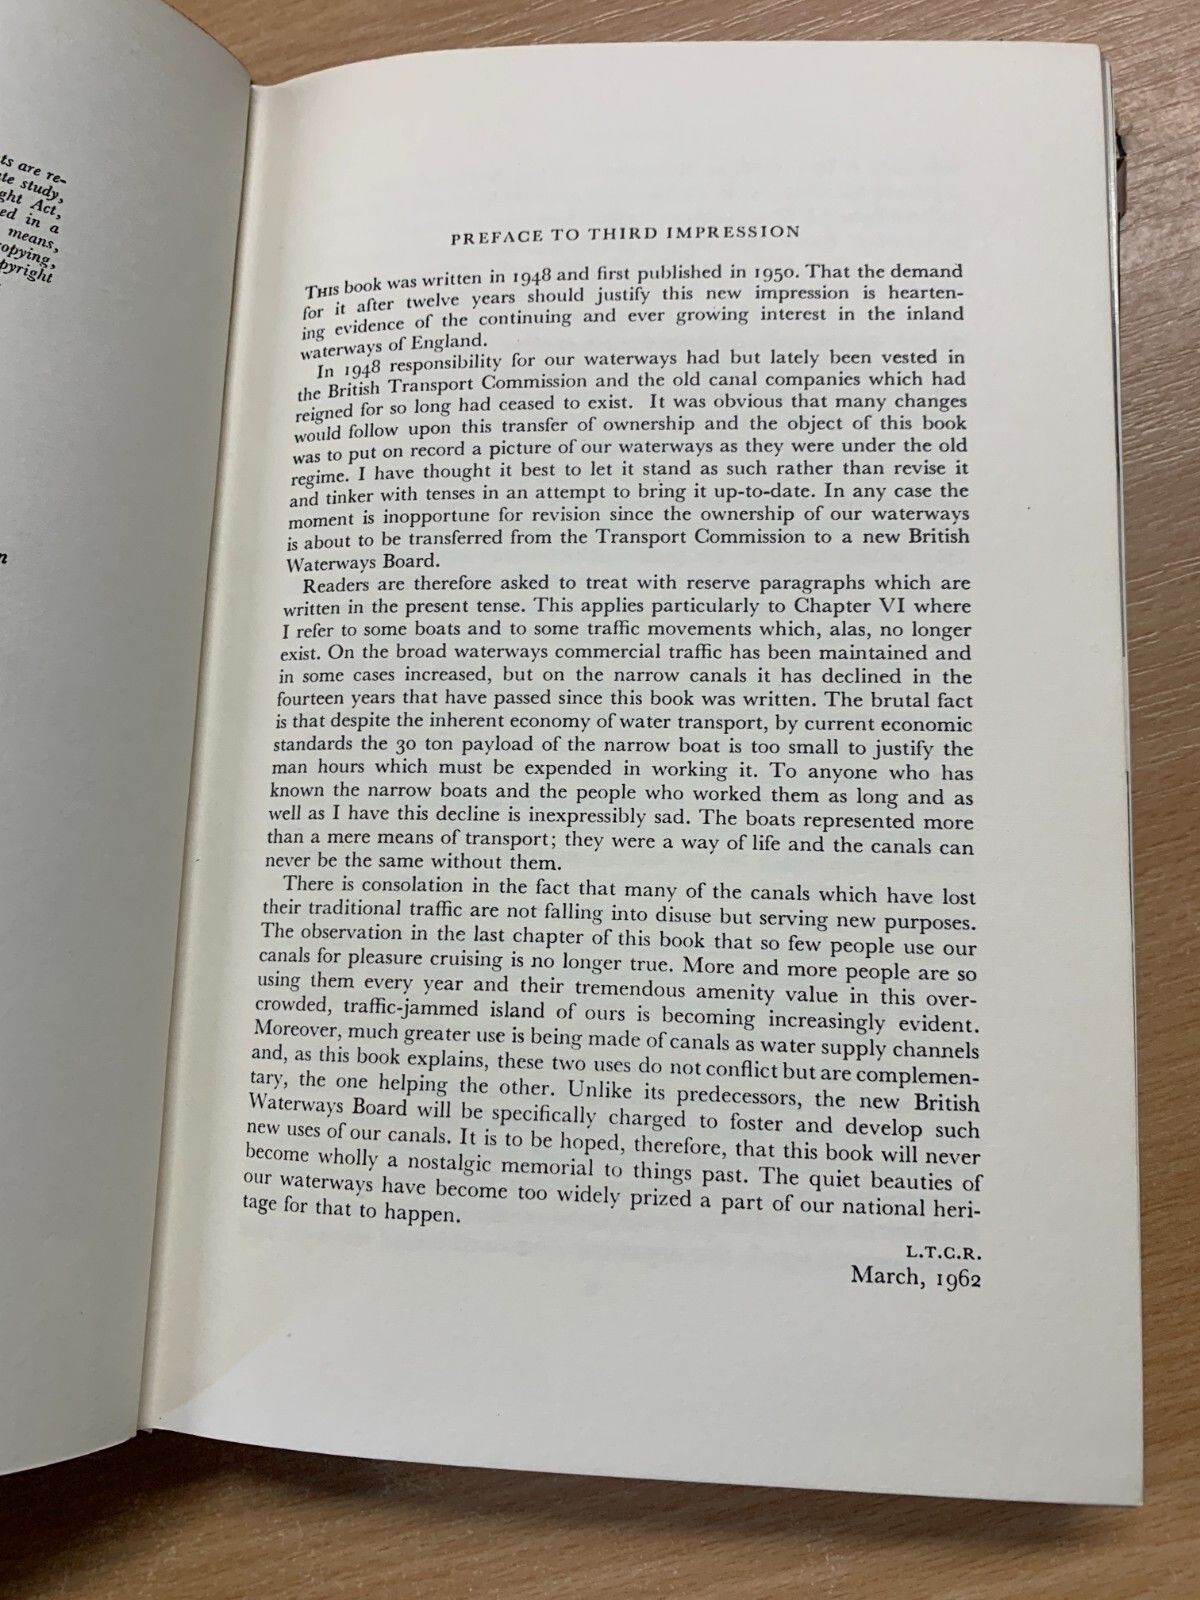 ts are re-
te study,
ght Act,
ed in a
means,
opying,
pyright
n
PREFACE TO THIRD IMPRESSION
THIS book was written in 1948 and first published in 1950. That the demand
for it after twelve years should justify this new impression is hearten-
ing evidence of the continuing and ever growing interest in the inland
waterways of England.
In 1948 responsibility for our waterways had but lately been vested in
the British Transport Commission and the old canal companies which had
reigned for so long had ceased to exist. It was obvious that many changes
would follow upon this transfer of ownership and the object of this book
was to put on record a picture of our waterways as they were under the old
regime. I have thought it best to let it stand as such rather than revise it
and tinker with tenses in an attempt to bring it up-to-date. In any case the
moment is inopportune for revision since the ownership of our waterways
is about to be transferred from the Transport Commission to a new British
Waterways Board.
Readers are therefore asked to treat with reserve paragraphs which are
written in the present tense. This applies particularly to Chapter VI where
I refer to some boats and to some traffic movements which, alas, no longer
exist. On the broad waterways commercial traffic has been maintained and
in some cases increased, but on the narrow canals it has declined in the
fourteen years that have passed since this book was written. The brutal fact
is that despite the inherent economy of water transport, by current economic
standards the 30 ton payload of the narrow boat is too small to justify the
man hours which must be expended in working it. To anyone who has
known the narrow boats and the people who worked them as long and as
well as I have this decline is inexpressibly sad. The boats represented more
than a mere means of transport; they were a way of life and the canals can
never be the same without them.
There is consolation in the fact that many of the canals which have lost
their traditional traffic are not falling into disuse but serving new purposes.
The observation in the last chapter of this book that so few people use our
canals for pleasure cruising is no longer true. More and more people are so
using them every year and their tremendous amenity value in this over-
crowded, traffic-jammed island of ours is becoming increasingly evident.
Moreover, much greater use is being made of canals as water supply channels
and, as this book explains, these two uses do not conflict but are complemen-
tary, the one helping the other. Unlike its predecessors, the new British
Waterways Board will be specifically charged to foster and develop such
new uses of our canals. It is to be hoped, therefore, that this book will never
become wholly a nostalgic memorial to things past. The quiet beauties of
our waterways have become too widely prized a part of our national heri-
tage for that to happen.
L.T.C.R.
March, 1962